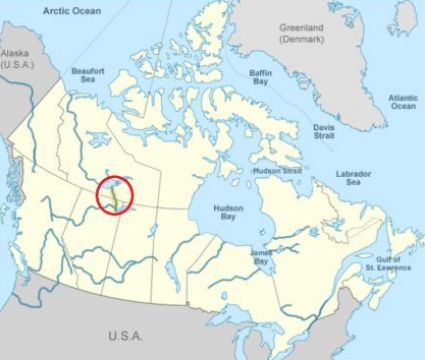 Arctic Ocean
Greenland
(Denmark)
Alaska
(U.S.A.)
Beaufort
Sea
Baffin
Bay
Atlantic
Ocean
Davis
Strait
Hudson Strait
Labrador
Sea
Hudson
Bay
James
Bay
Gulf of
St. Lawrence
U.S.A.